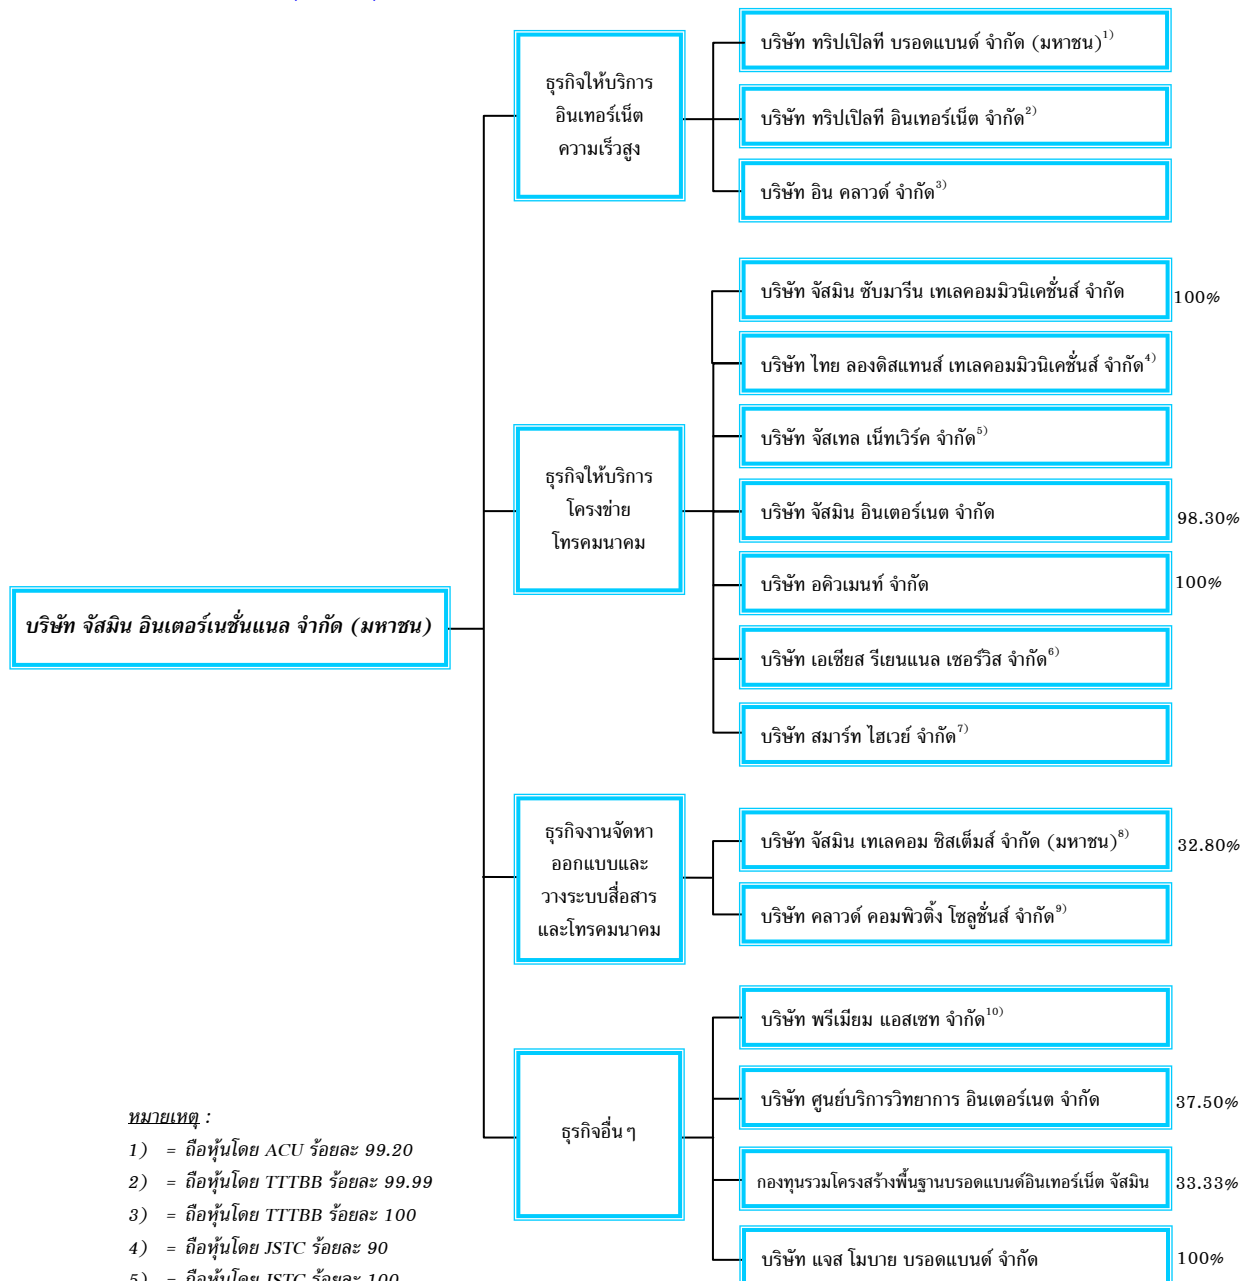 บริษัท จัสมิน อินเตอร์เนชั่นแนล จำกัด (มหาชน)
ธุรกิจให้บริการ
อินเทอร์เน็ต
ความเร็วสูง
บริษัท ทริปเปิลที บรอดแบนด์ จำกัด (มหาชน)1)
บริษัท ทริปเปิลที อินเทอร์เน็ต จำกัด2)
บริษัท อิน คลาวด์ จำกัด3)
ธุรกิจให้บริการ
โครงข่าย
โทรคมนาคม
บริษัท จัสมิน ซับมารีน เทเลคอมมิวนิเคชั่นส์ จำกัด 100%
บริษัท ไทย ลองดิสแทนส์ เทเลคอมมิวนิเคชั่นส์ จำกัด4)
บริษัท จัสเทล เน็ทเวิร์ค จำกัด5)
บริษัท จัสมิน อินเตอร์เนต จำกัด 98.30%
บริษัท อคิวเมนท์ จำกัด 100%
บริษัท เอเซียส รีเยนแนล เซอร์วิส จำกัด6)
บริษัท สมาร์ท ไฮเวย์ จำกัด7)
ธุรกิจงานจัดหา
ออกแบบและ
วางระบบสื่อสาร
และโทรคมนาคม
บริษัท จัสมิน เทเลคอม ซิสเต็มส์ จำกัด (มหาชน)8) 32.80%
บริษัท คลาวด์ คอมพิวติ้ง โซลูชั่นส์ จำกัด9)
ธุรกิจอื่นๆ
บริษัท พรีเมียม แอสเซท จำกัด10)
บริษัท ศูนย์บริการวิทยาการ อินเตอร์เนต จำกัด 37.50%
กองทุนรวมโครงสร้างพื้นฐานบรอดแบนด์อินเทอร์เน็ต จัสมิน 33.33%
บริษัท แจส โมบาย บรอดแบนด์ จำกัด 100%
หมายเหตุ :
1) = ถือหุ้นโดย ACU ร้อยละ 99.20
2) = ถือหุ้นโดย TTTBB ร้อยละ 99.99
3) = ถือหุ้นโดย TTTBB ร้อยละ 100
4) = ถือหุ้นโดย JSTC ร้อยละ 90
5) = ถือหุ้นโดย JSTC ร้อยละ 100